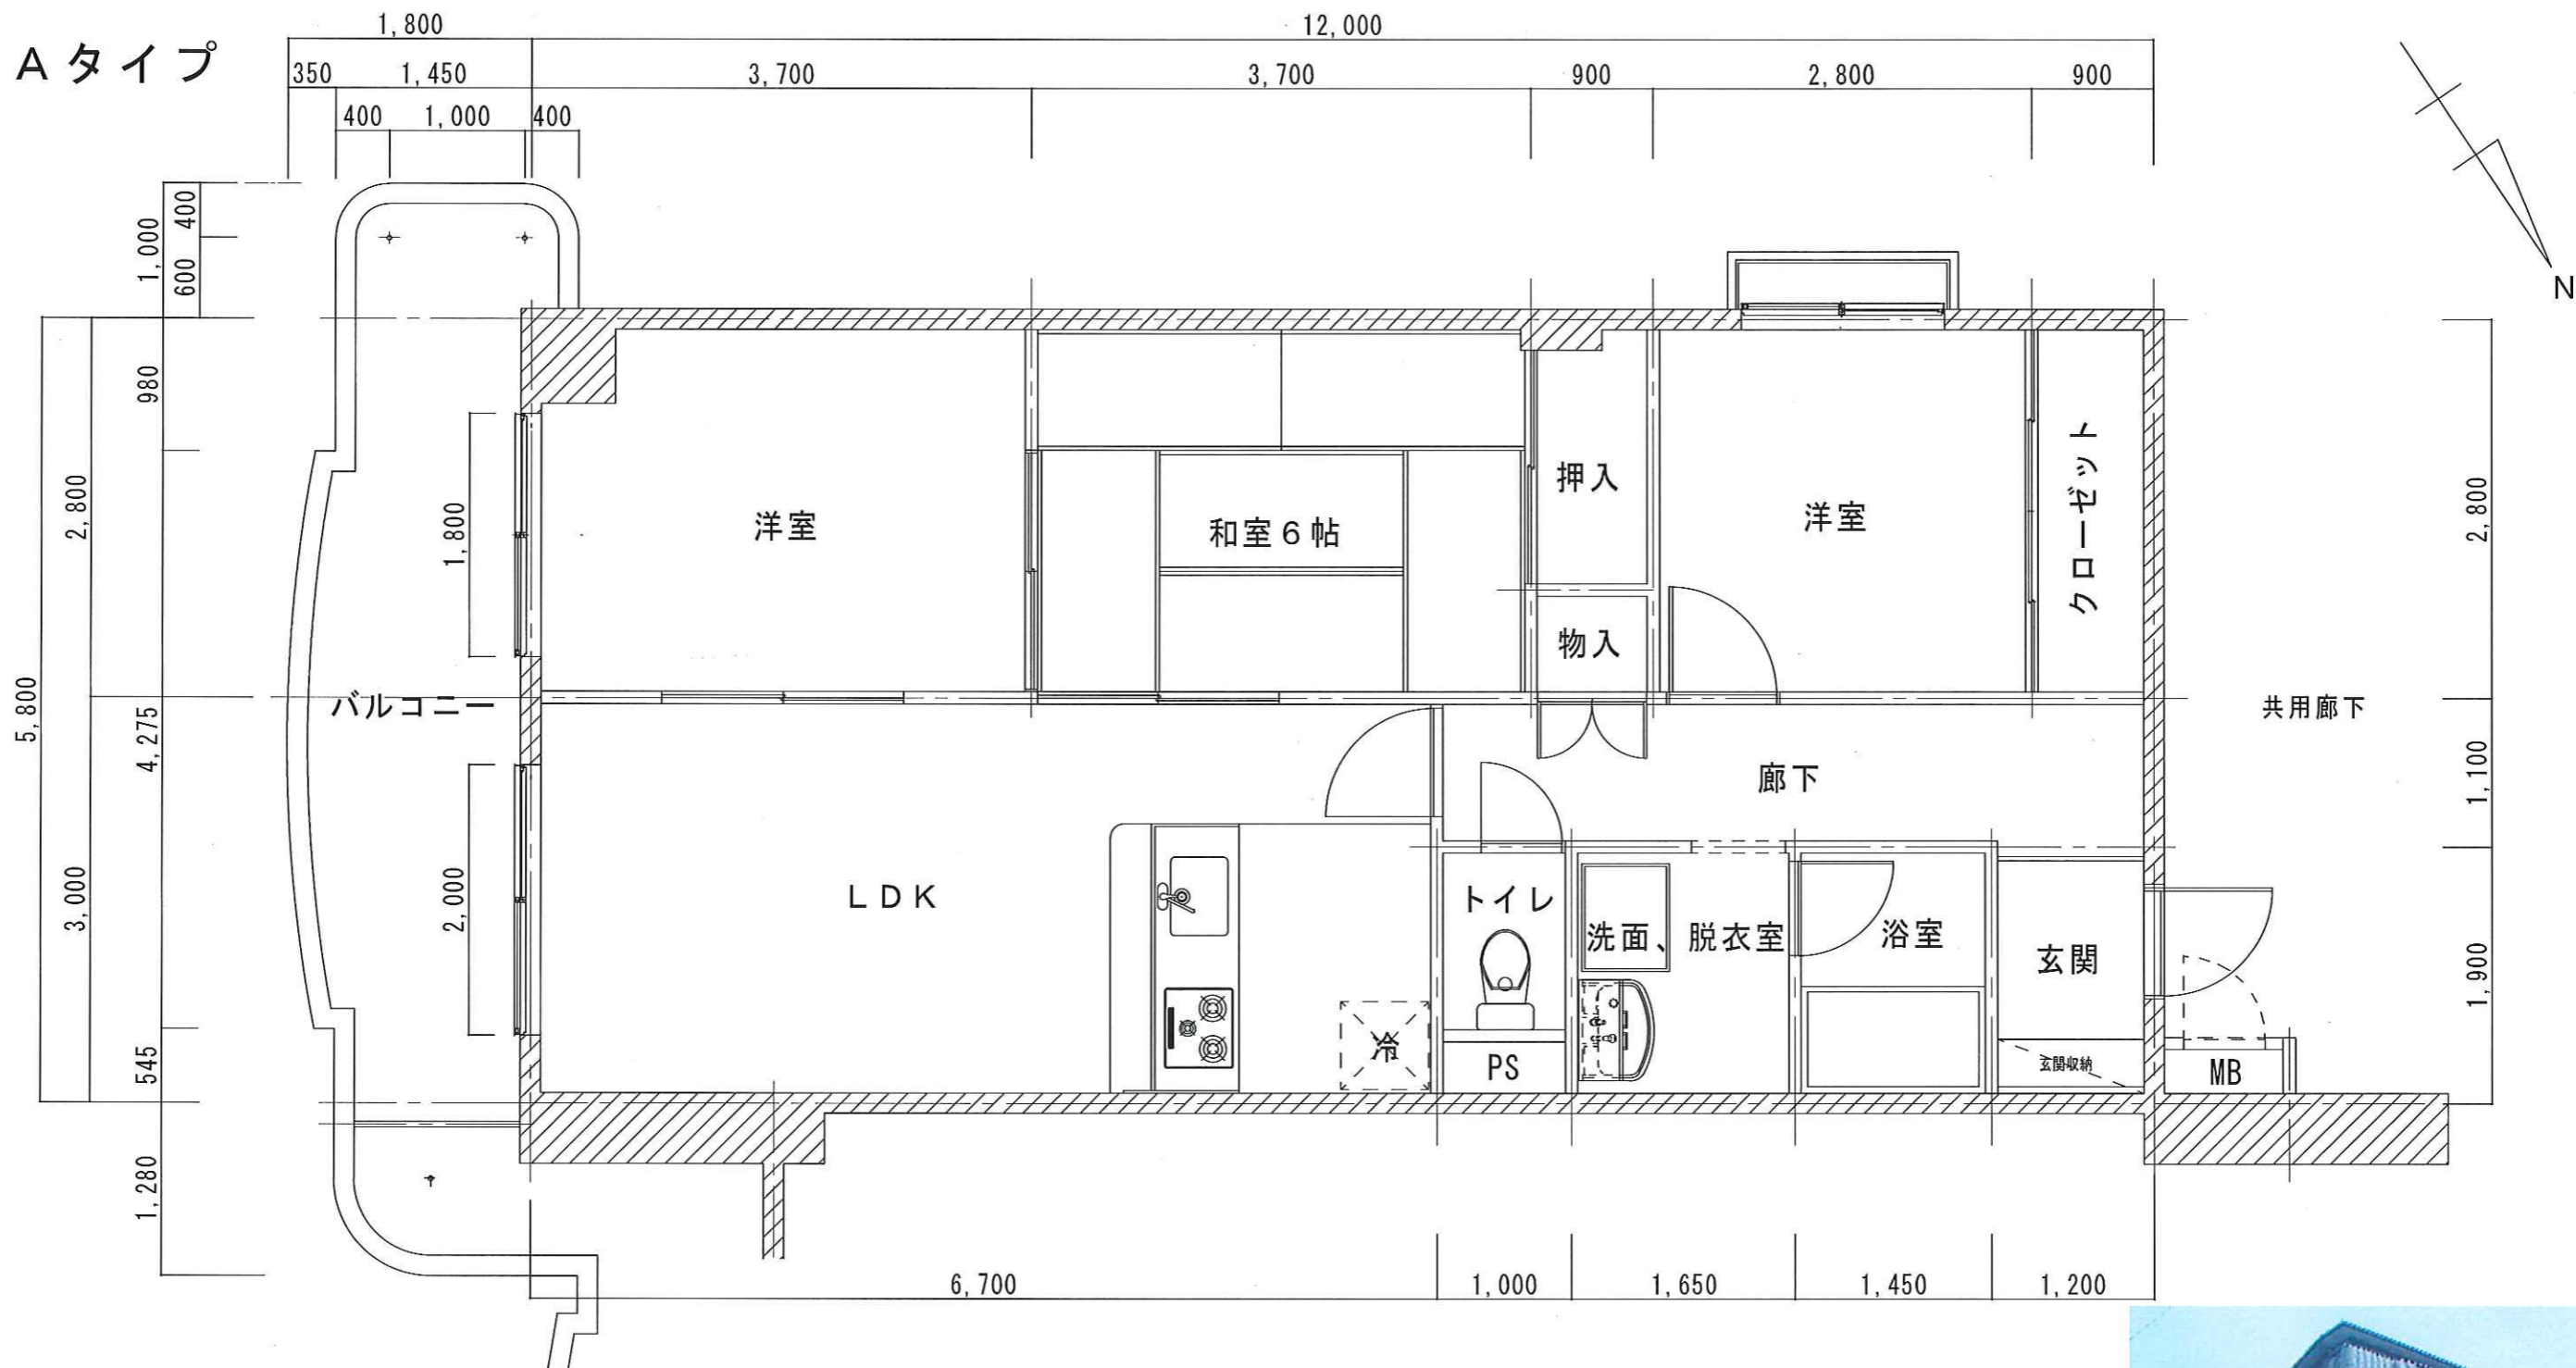 1,800
12,000
Aタイプ
350
1,450
3,700
3,700
900
2,800
900
400
1,000
400
N
1,000
400
600
980
5,800
2,800
1,800
バルコニー
4,275
3,000
2,000
545
1,280
洋室
和室6帖
押入
物入
洋室
クローゼット
2,800
共用廊下
廊下
1,100
LDK
冷
トイレ
PS
洗面、脱衣室
浴室
玄関
玄関収納
MB
1,900
6,700
1,000
1,650
1,450
1,200